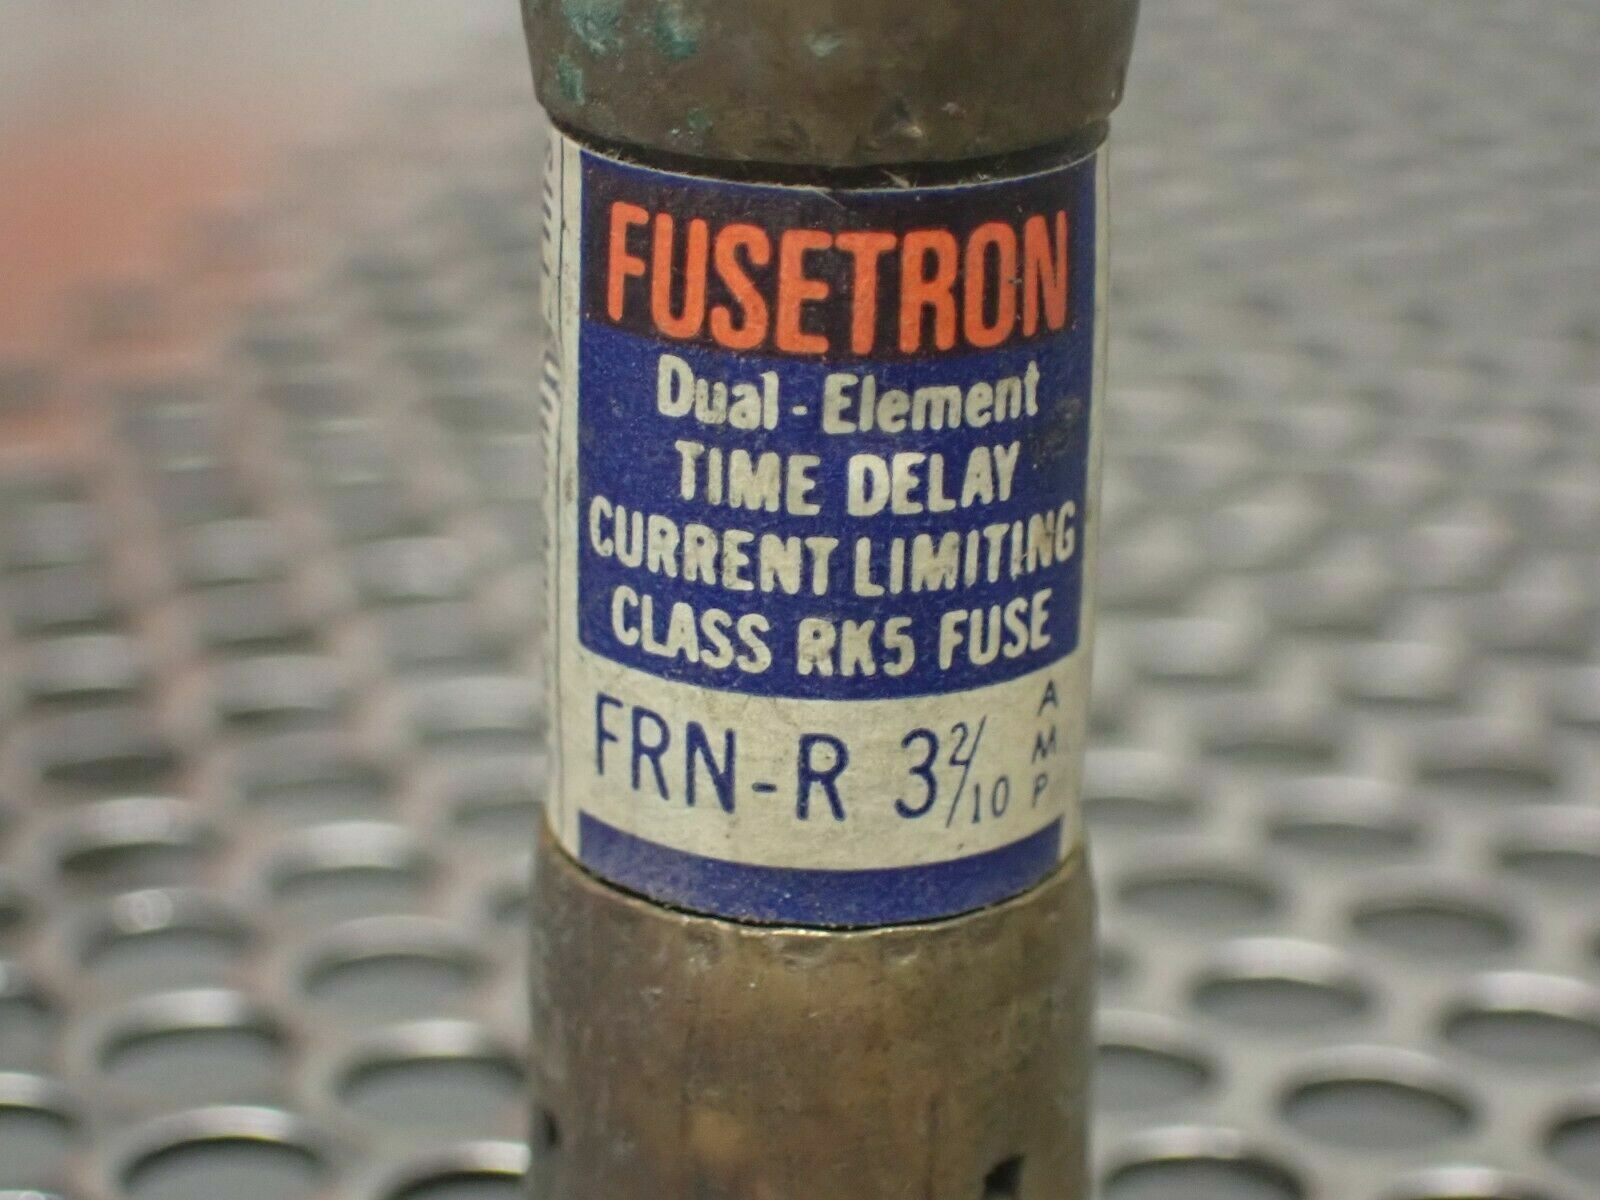 FUSETRON
Dual - Element
TIME DELAY
CURRENT LIMITING
CLASS RK5 FUSE
FRN-R 3 2/10 AMP